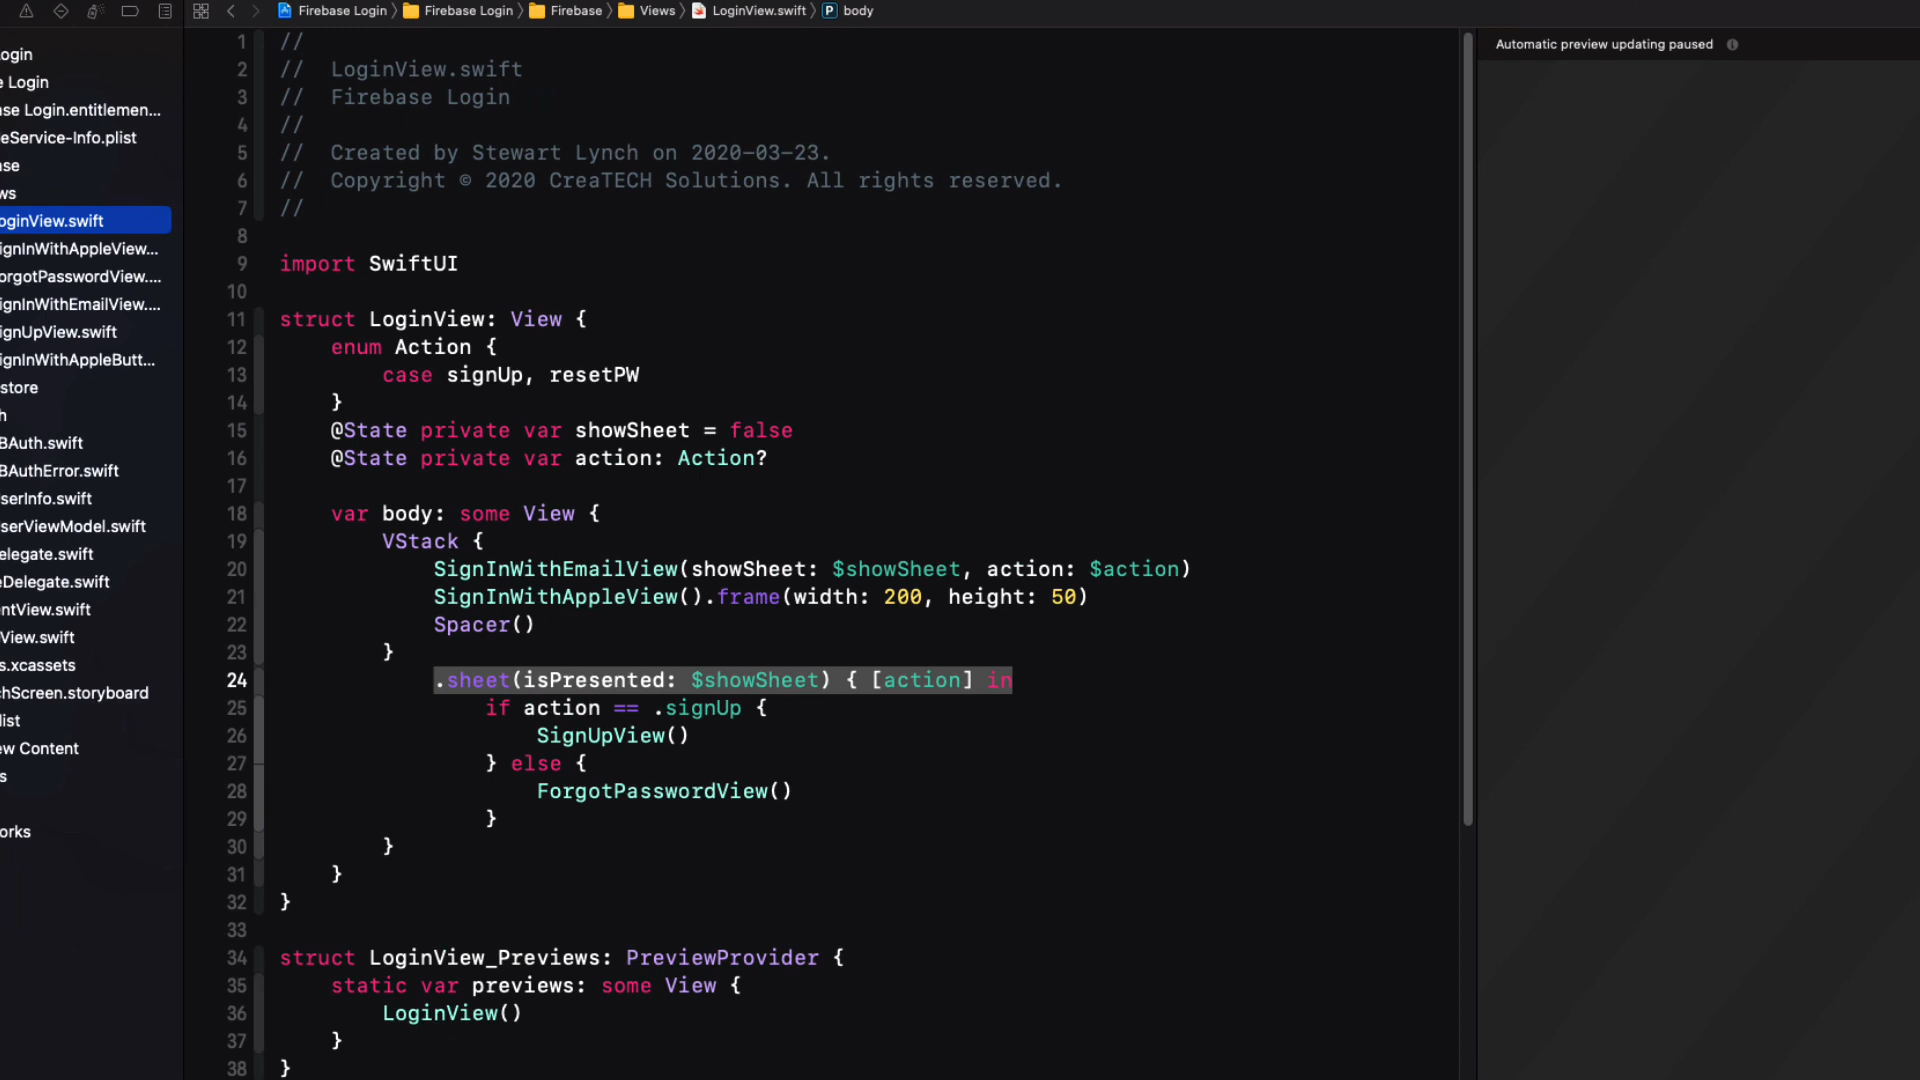 Firebase Login
Firebase Login
Firebase
Views
LoginView.swift
P
body
ogin
e Login
ase Login.entitlemen...
eService-Info.plist
ase
ws
oginView.swift
ignInWithAppleView...
orgotPasswordView....
ignInWithEmailView....
ignUpView.swift
ignInWithAppleButt...
store
h
BAuth.swift
BAuthError.swift
serInfo.swift
serViewModel.swift
elegate.swift
eDelegate.swift
ntView.swift
View.swift
s.xcassets
chScreen.storyboard
list
ew Content
s
orks
1 //
2 // LoginView.swift
3 // Firebase Login
4 //
5 // Created by Stewart Lynch on 2020-03-23.
6 // Copyright © 2020 CreaTECH Solutions. All rights reserved.
7 //
8
9 import SwiftUI
10
11 struct LoginView: View {
12 enum Action {
13 case signUp, resetPW
14 }
15 @State private var showSheet = false
16 @State private var action: Action?
17
18 var body: some View {
19 VStack {
20 SignInWithEmailView(showSheet: $showSheet, action: $action)
21 SignInWithAppleView().frame(width: 200, height: 50)
22 Spacer()
23 }
24 .sheet(isPresented: $showSheet) { [action] in
25 if action == .signUp {
26 SignUpView()
27 } else {
28 ForgotPasswordView()
29 }
30 }
31 }
32 }
33
34 struct LoginView_Previews: PreviewProvider {
35 static var previews: some View {
36 LoginView()
37 }
38 }
Automatic preview updating paused